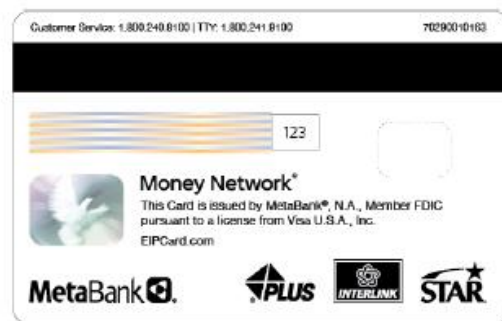 Customer Service: 1.800.240.8100 | TTY: 1.800.241.9100 70290010163
123
Money Network®
This Card is issued by MetaBank®, N.A., Member FDIC
pursuant to a license from Visa U.S.A., Inc.
EIPCard.com
MetaBank®. PLUS INTERLINK STAR